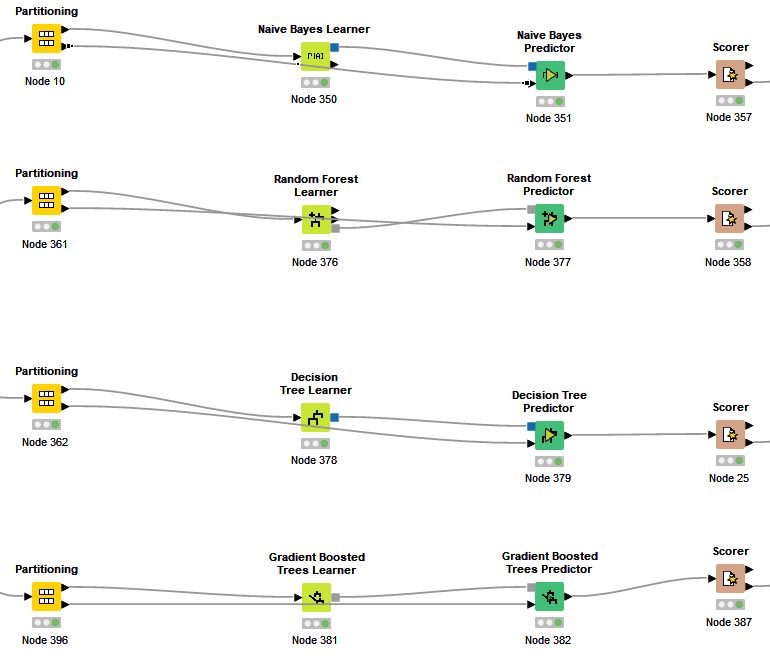 Partitioning
Node 10
Naive Bayes Learner
P(A)
Node 350
Naive Bayes
Predictor
Node 351
Scorer
Node 357
Partitioning
Node 361
Random Forest
Learner
Node 376
Random Forest
Predictor
Node 377
Scorer
Node 358
Partitioning
Node 362
Decision
Tree Learner
Node 378
Decision Tree
Predictor
Node 379
Scorer
Node 25
Partitioning
Node 396
Gradient Boosted
Trees Learner
Node 381
Gradient Boosted
Trees Predictor
Node 382
Scorer
Node 387